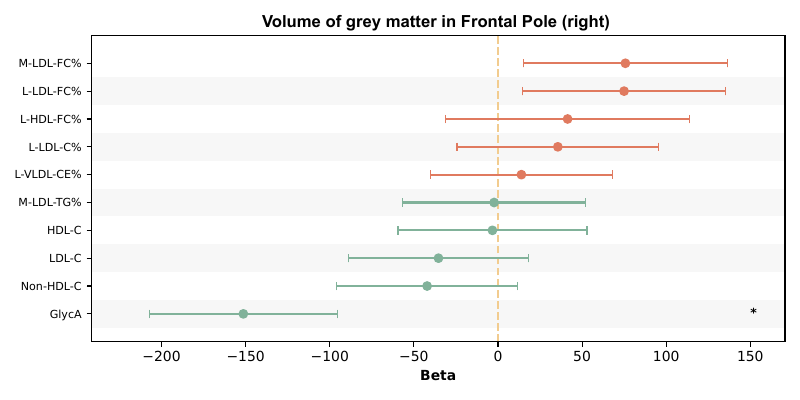 Volume of grey matter in Frontal Pole (right)
M-LDL-FC%
L-LDL-FC%
L-HDL-FC%
L-LDL-C%
L-VLDL-CE%
M-LDL-TG%
HDL-C
LDL-C
Non-HDL-C
GlycA *
−200 −150 −100 −50 0 50 100 150
Beta